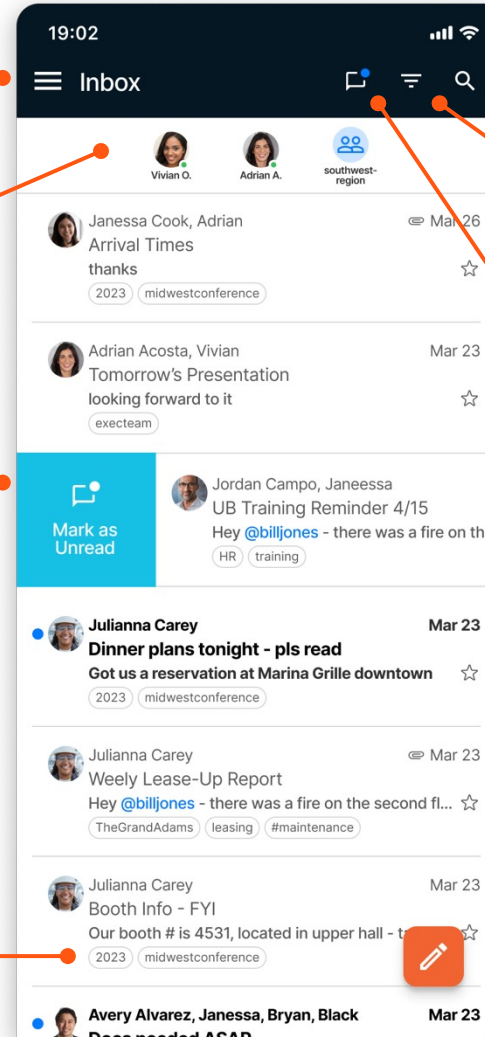 19:02
Inbox
Vivian O.
Adrian A.
southwest-
region
Janessa Cook, Adrian
Mar 26
Arrival Times
thanks
2023 midwestconference
Adrian Acosta, Vivian
Mar 23
Tomorrow's Presentation
looking forward to it
execteam
Mark as
Unread
Jordan Campo, Janeessa
UB Training Reminder 4/15
Hey @billjones - there was a fire on th
HR training
Julianna Carey
Mar 23
Dinner plans tonight - pls read
Got us a reservation at Marina Grille downtown
2023 midwestconference
Julianna Carey
Mar 23
Weely Lease-Up Report
Hey @billjones - there was a fire on the second fl...
TheGrandAdams leasing #maintenance
Julianna Carey
Mar 23
Booth Info - FYI
Our booth # is 4531, located in upper hall -
2023 midwestconference
Avery Alvarez, Janessa, Bryan, Black
Mar 23
Docs needed ASAP